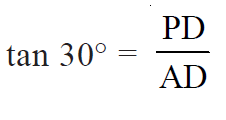 tan 30° = PD/AD